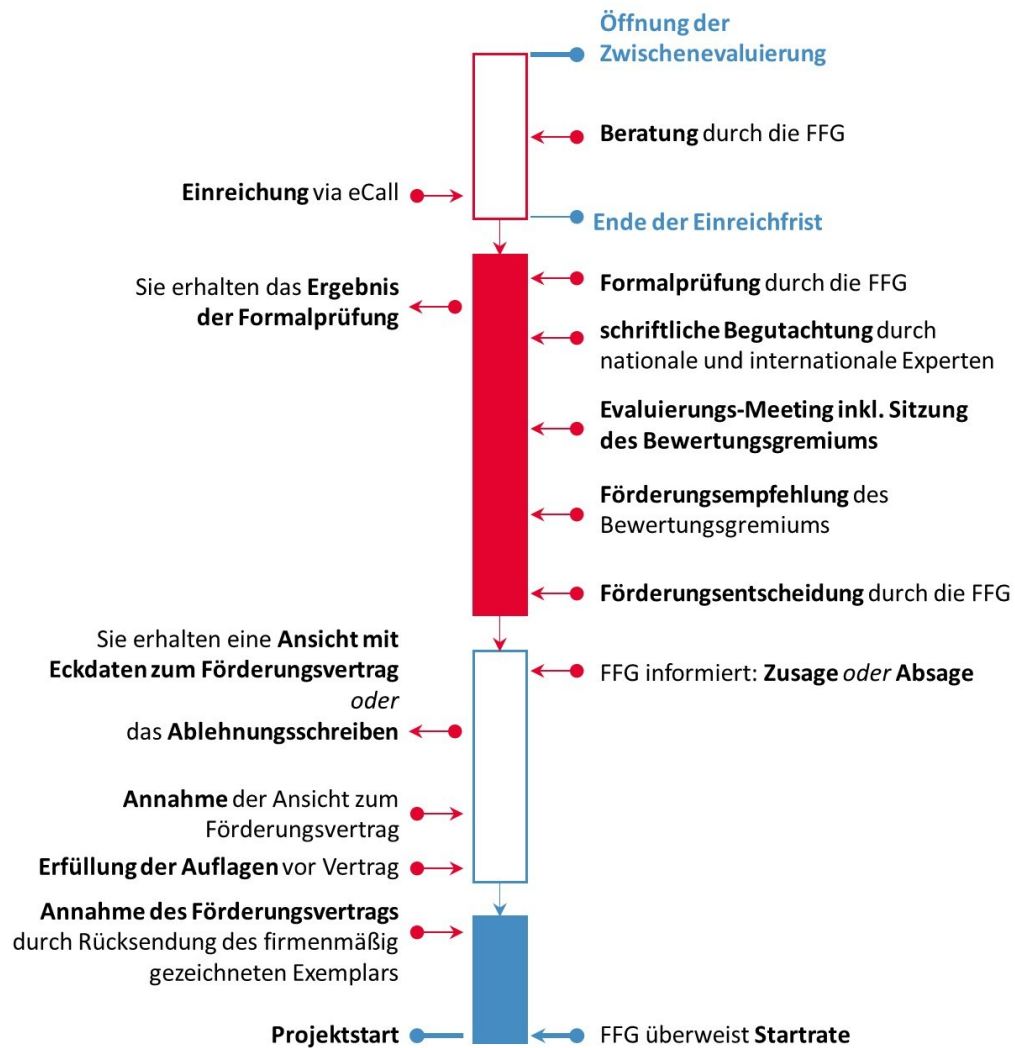 Öffnung der
Zwischenevaluierung
Beratung durch die FFG
Einreichung via eCall
Ende der Einreichfrist
Formalprüfung durch die FFG
Sie erhalten das Ergebnis
der Formalprüfung
schriftliche Begutachtung durch
nationale und internationale Experten
Evaluierungs-Meeting inkl. Sitzung
des Bewertungsgremiums
Förderungsempfehlung des
Bewertungsgremiums
Förderungsentscheidung durch die FFG
Sie erhalten eine Ansicht mit
Eckdaten zum Förderungsvertrag
oder
das Ablehnungsschreiben
FFG informiert: Zusage oder Absage
Annahme der Ansicht zum
Förderungsvertrag
Erfüllung der Auflagen vor Vertrag
Annahme des Förderungsvertrags
durch Rücksendung des firmenmäßig
gezeichneten Exemplars
Projektstart
FFG überweist Startrate